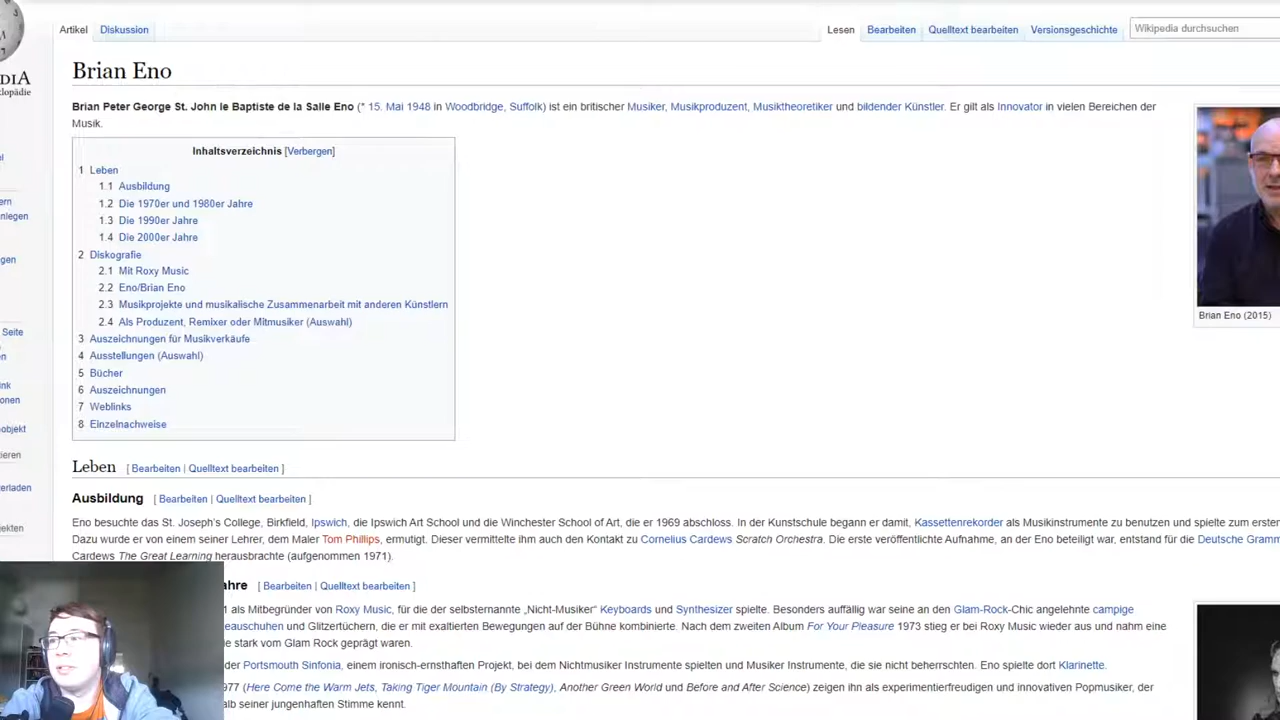 Artikel Diskussion Lesen Bearbeiten Quelltext bearbeiten Versionsgeschichte Wikipedia durchsuchen
Brian Eno
Brian Peter George St. John le Baptiste de la Salle Eno (* 15. Mai 1948 in Woodbridge, Suffolk) ist ein britischer Musiker, Musikproduzent, Musiktheoretiker und bildender Künstler. Er gilt als Innovator in vielen Bereichen der
Musik.
Inhaltsverzeichnis [Verbergen]
1 Leben
1.1 Ausbildung
1.2 Die 1970er und 1980er Jahre
1.3 Die 1990er Jahre
1.4 Die 2000er Jahre
2 Diskografie
2.1 Mit Roxy Music
2.2 Eno/Brian Eno
2.3 Musikprojekte und musikalische Zusammenarbeit mit anderen Künstlern
2.4 Als Produzent, Remixer oder Mitmusiker (Auswahl)
3 Auszeichnungen für Musikverkäufe
4 Ausstellungen (Auswahl)
5 Bücher
6 Auszeichnungen
7 Weblinks
8 Einzelnachweise
Brian Eno (2015)
Seite
Leben [ Bearbeiten | Quelltext bearbeiten ]
Ausbildung [ Bearbeiten | Quelltext bearbeiten ]
Eno besuchte das St. Joseph's College, Birkfield, Ipswich, die Ipswich Art School und die Winchester School of Art, die er 1969 abschloss. In der Kunstschule begann er damit, Kassettenrekorder als Musikinstrumente zu benutzen und spielte zum erster
Dazu wurde er von einem seiner Lehrer, dem Maler Tom Phillips, ermutigt. Dieser vermittelte ihm auch den Kontakt zu Cornelius Cardews Scratch Orchestra. Die erste veröffentlichte Aufnahme, an der Eno beteiligt war, entstand für die Deutsche Gramm
Cardews The Great Learning herausbrachte (aufgenommen 1971).
ahre [ Bearbeiten | Quelltext bearbeiten ]
1 als Mitbegründer von Roxy Music, für die der selbsternannte „Nicht-Musiker“ Keyboards und Synthesizer spielte. Besonders auffällig war seine an den Glam-Rock-Chic angelehnte campige
eauschuhen und Glitzertüchern, die er mit exaltierten Bewegungen auf der Bühne kombinierte. Nach dem zweiten Album For Your Pleasure 1973 stieg er bei Roxy Music wieder aus und nahm eine
ie stark vom Glam Rock geprägt waren.
der Portsmouth Sinfonia, einem ironisch-ernsthaften Projekt, bei dem Nichtmusiker Instrumente spielten und Musiker Instrumente, die sie nicht beherrschten. Eno spielte dort Klarinette.
977 (Here Come the Warm Jets, Taking Tiger Mountain (By Strategy), Another Green World und Before and After Science) zeigen ihn als experimentierfreudigen und innovativen Popmusiker, der
alb seiner jungenhaften Stimme kennt.